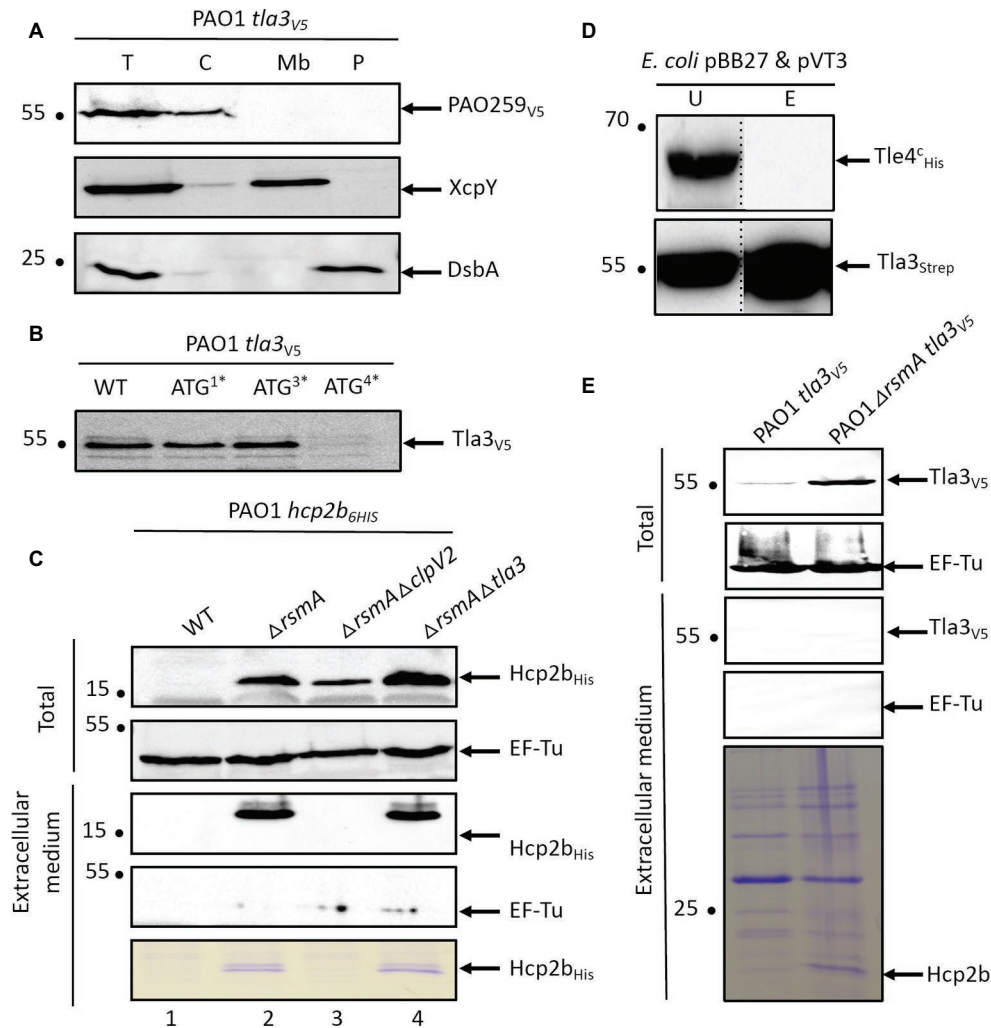 A
PAO1 tla3V5
T C Mb P
55 PAO259V5
XcpY
25 DsbA
B
PAO1 tla3V5
WT ATG1* ATG3* ATG4*
55 Tla3V5
PAO1 hcp2b6HIS
C
WT ΔrsmA ΔrsmAΔclpV2 ΔrsmAΔtla3
Total
15 Hcp2bHis
55 EF-Tu
Extracellular medium
15 Hcp2bHis
55 EF-Tu
Hcp2bHis
1 2 3 4
D
E. coli pBB27 & pVT3
U E
70 Tle4cHis
55 Tla3Strep
E
PAO1 tla3V5 PAO1 ΔrsmA tla3V5
Total
55 Tla3V5
EF-Tu
Extracellular medium
55 Tla3V5
EF-Tu
25
Hcp2b